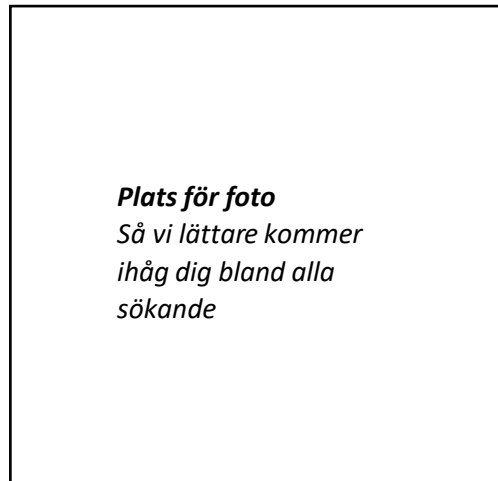 Plats för foto
Så vi lättare kommer
ihåg dig bland alla
sökande